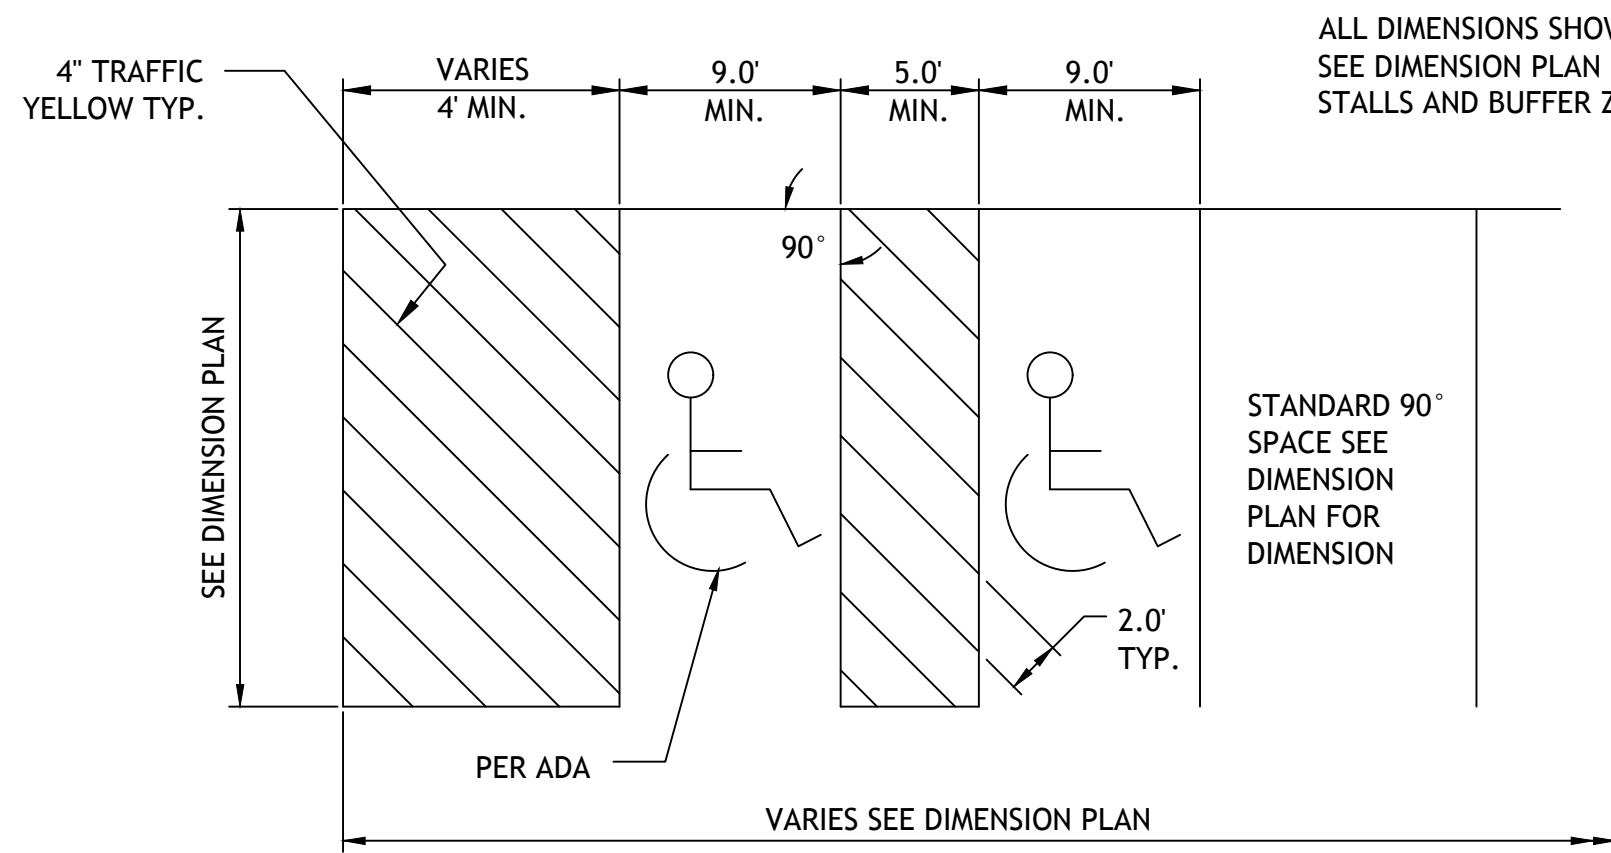 ALL DIMENSIONS
SEE DIMENSION PLAN
STALLS AND BUFFER
4" TRAFFIC
YELLOW TYP.
VARIES
4' MIN.
9.0'
MIN.
5.0'
MIN.
9.0'
MIN.
90°
SEE DIMENSION PLAN
STANDARD 90°
SPACE SEE
DIMENSION
PLAN FOR
DIMENSION
2.0'
TYP.
PER ADA
VARIES SEE DIMENSION PLAN